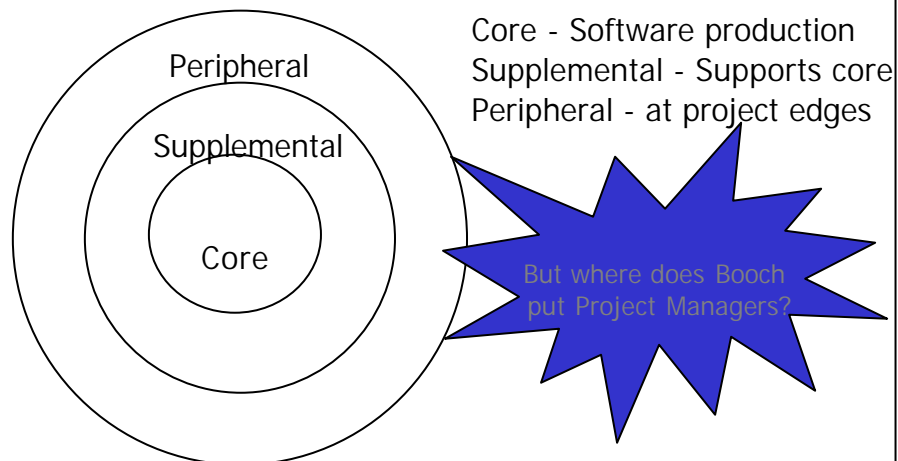 Core - Software production
Supplemental - Supports core
Peripheral - at project edges
Peripheral
Supplemental
Core
But where does Booch
put Project Managers?